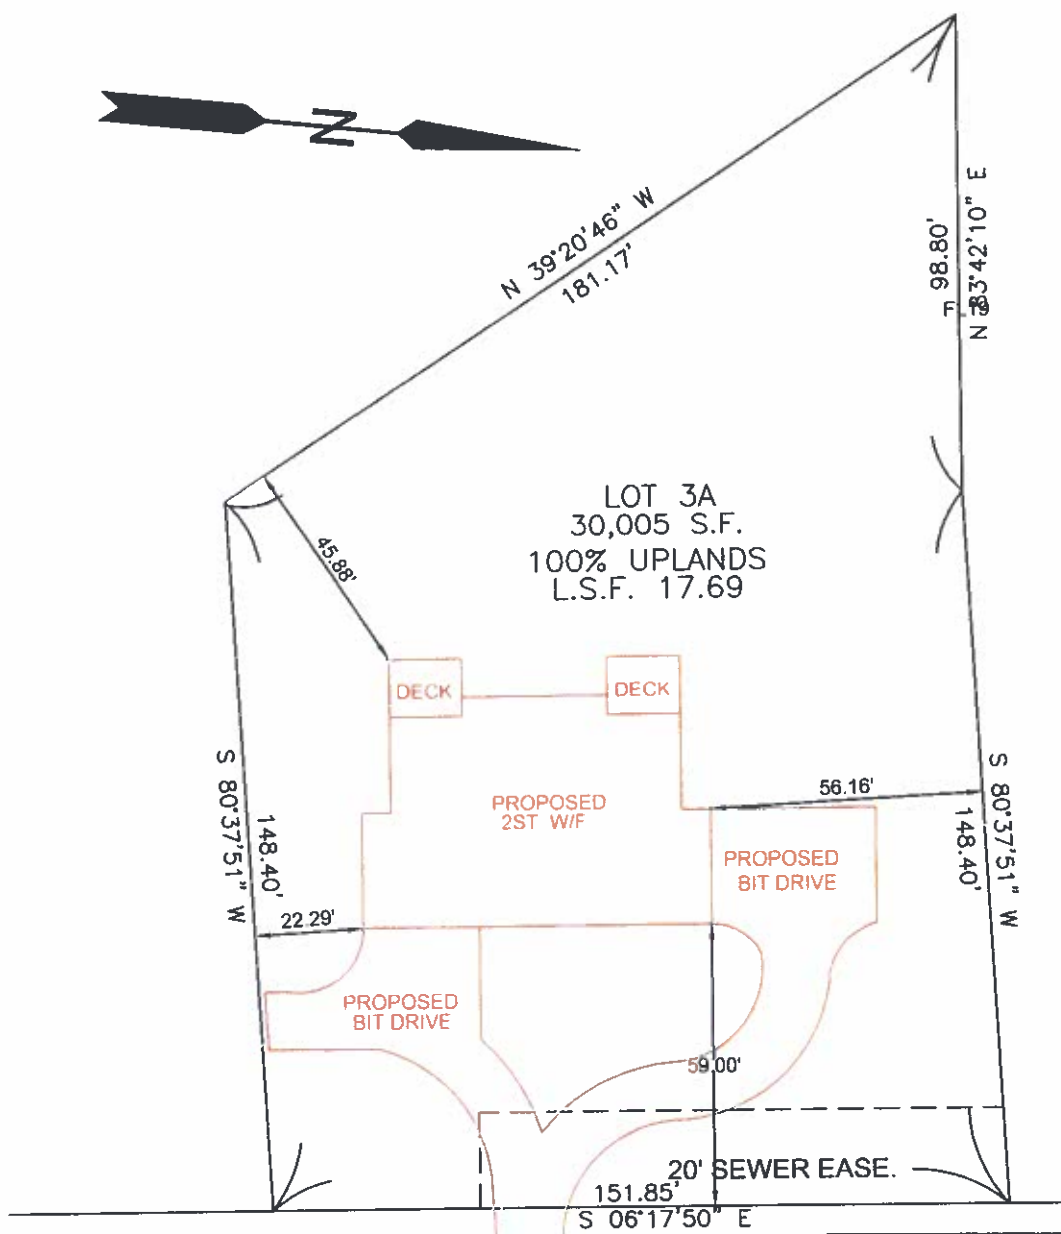 N
N 39°20'46" W
181.17'
98.80'
N 83°42'10" E
LOT 3A
30,005 S.F.
100% UPLANDS
L.S.F. 17.69
45.88'
DECK
DECK
PROPOSED
2ST W/F
56.16'
S 80°37'51" W
148.40'
S 80°37'51" W
148.40'
PROPOSED
BIT DRIVE
22.29'
PROPOSED
BIT DRIVE
59.00'
20' SEWER EASE.
151.85'
S 06°17'50" E